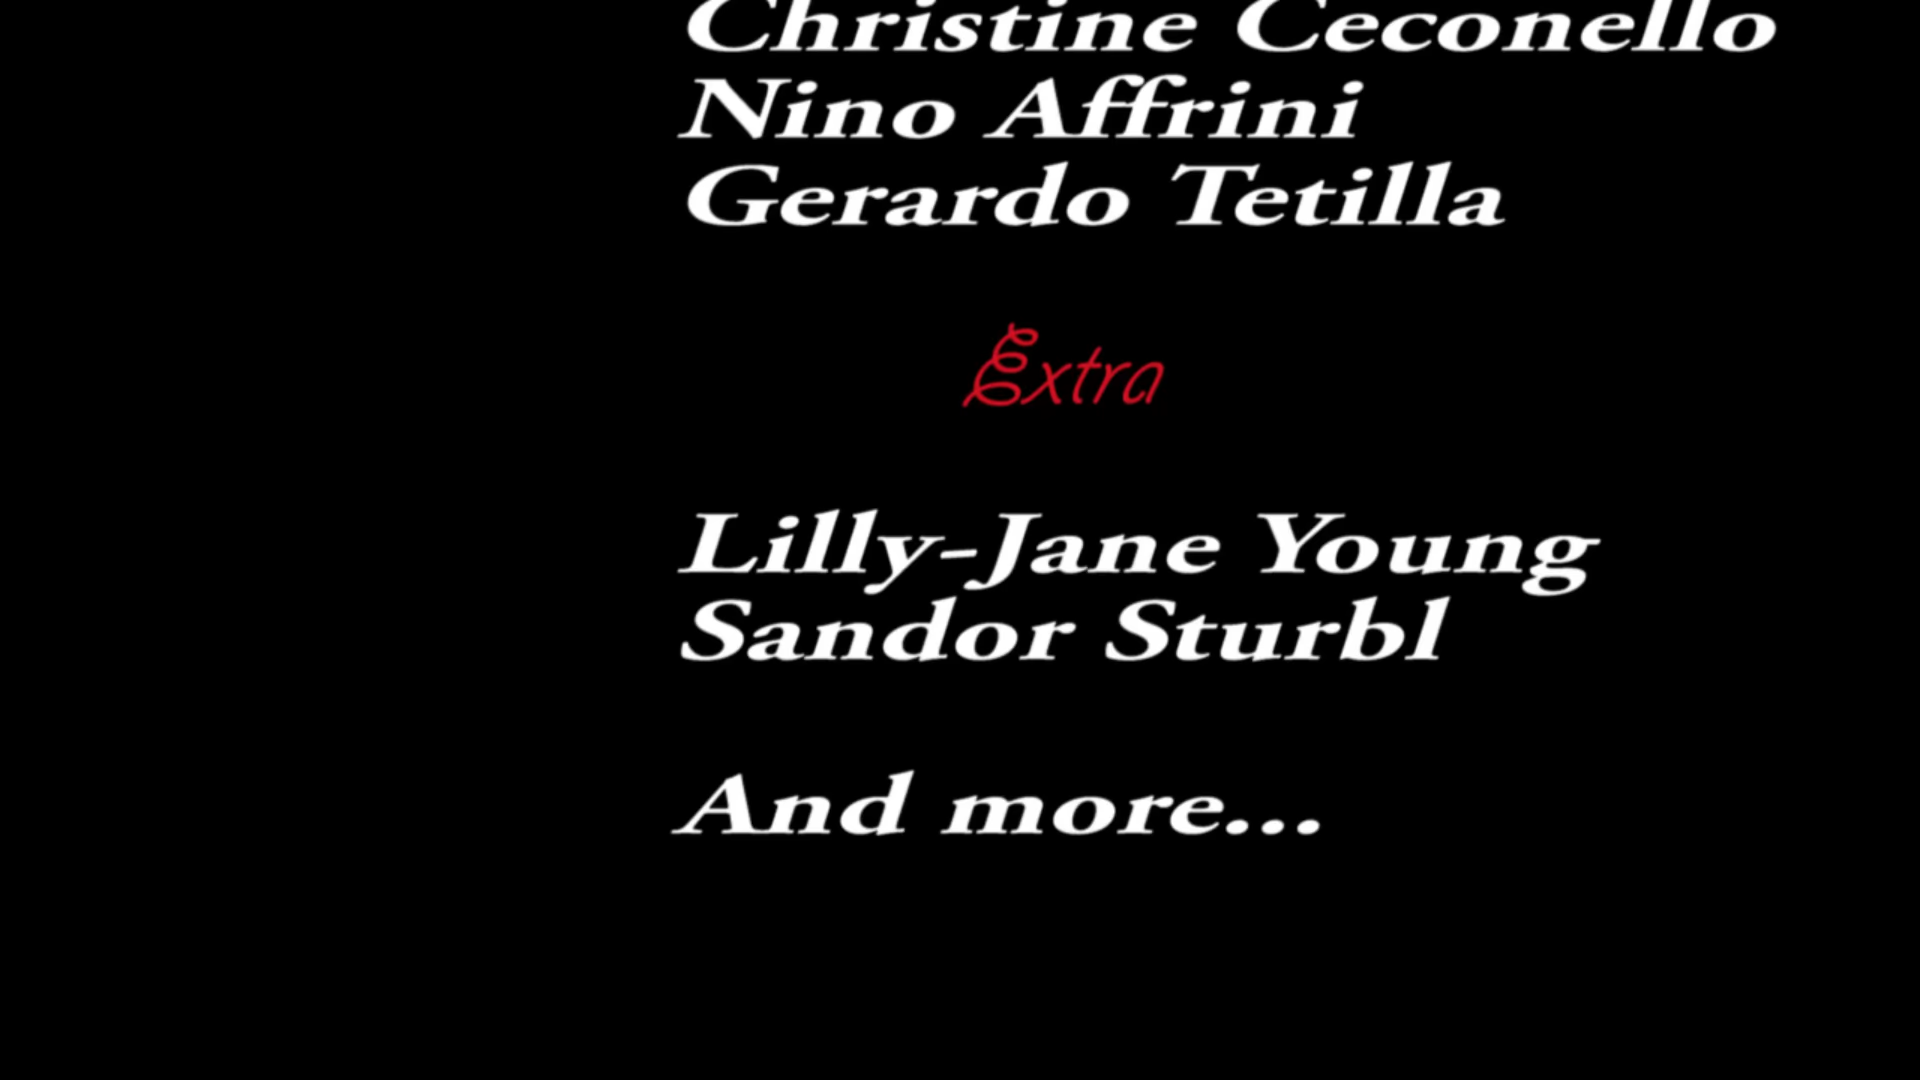 Christine Ceconello
Nino Affrini
Gerardo Tetilla
Extra
Lilly-Jane Young
Sandor Sturbl
And more...